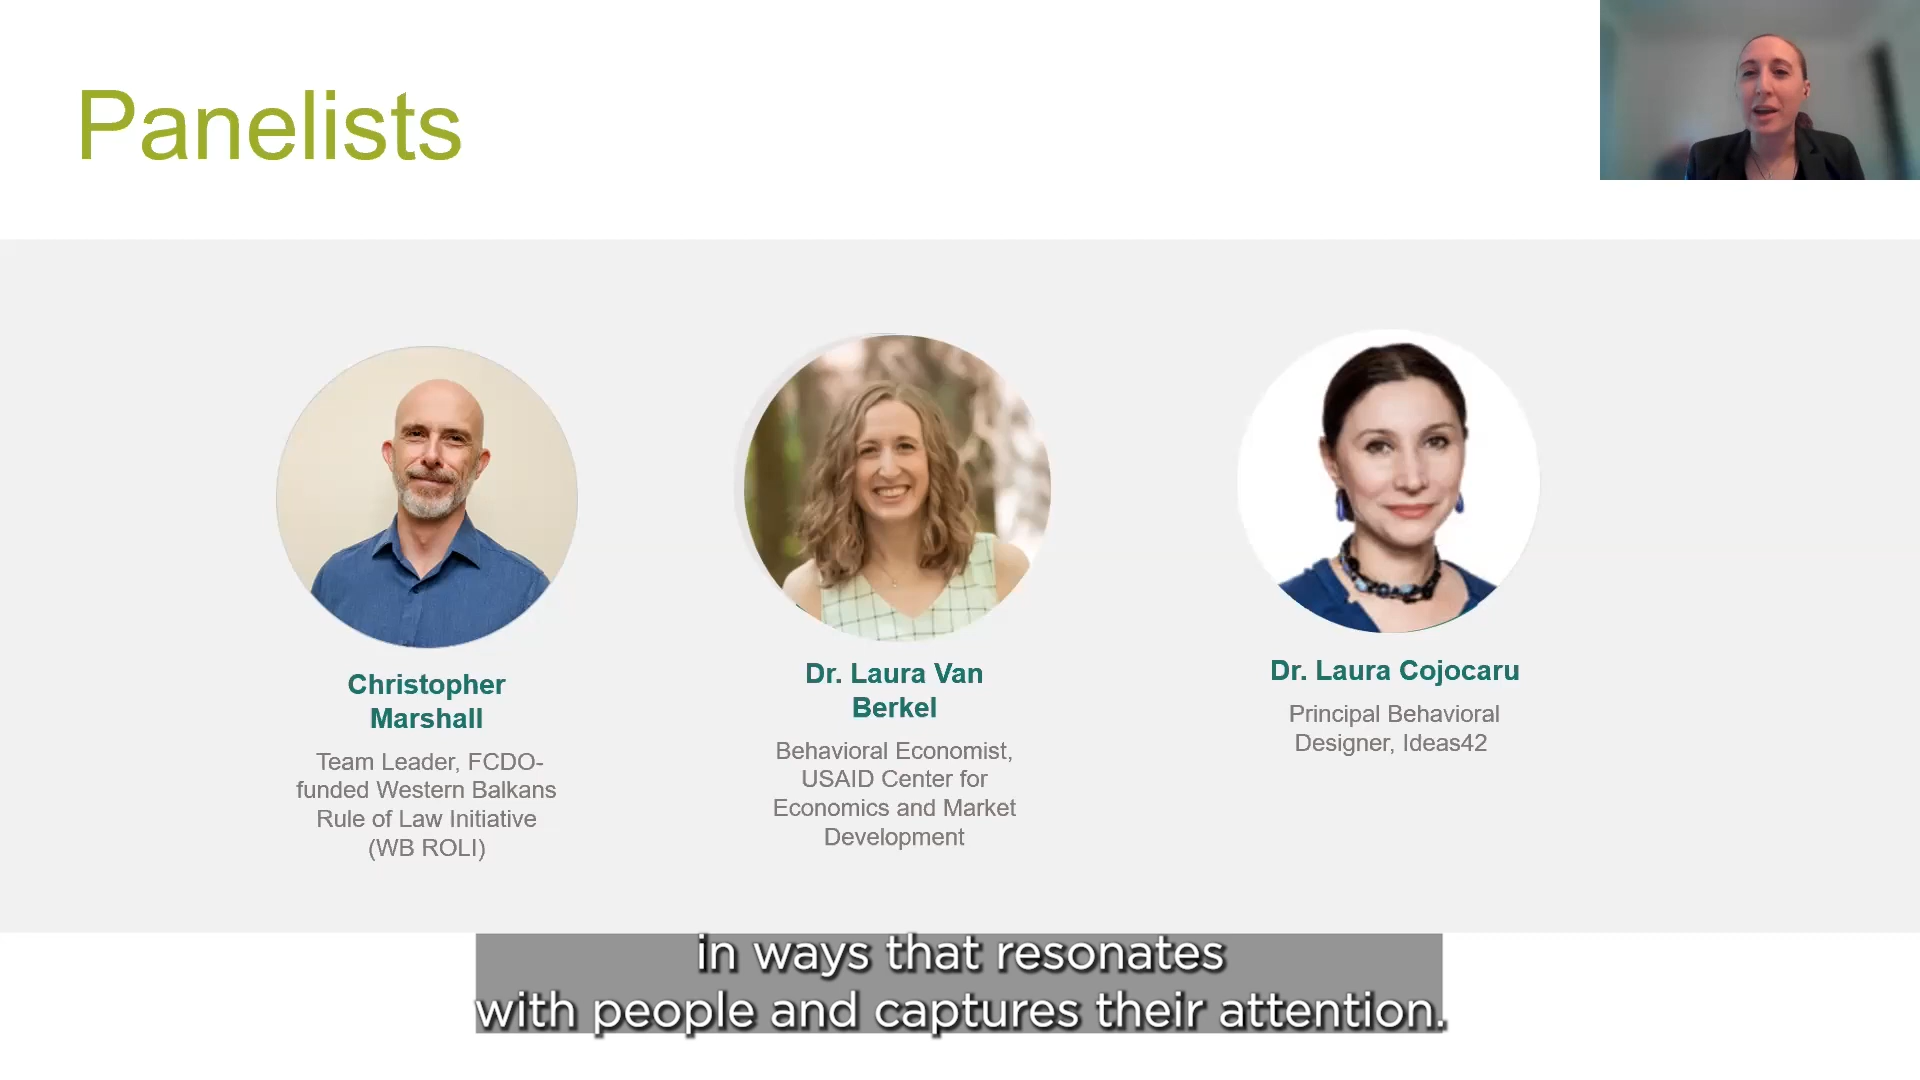 Panelists
Christopher
Marshall
Team Leader, FCDO-
funded Western Balkans
Rule of Law Initiative
(WB ROLI)
Dr. Laura Van
Berkel
Behavioral Economist,
USAID Center for
Economics and Market
Development
Dr. Laura Cojocaru
Principal Behavioral
Designer, Ideas42
in ways that resonates
with people and captures their attention.